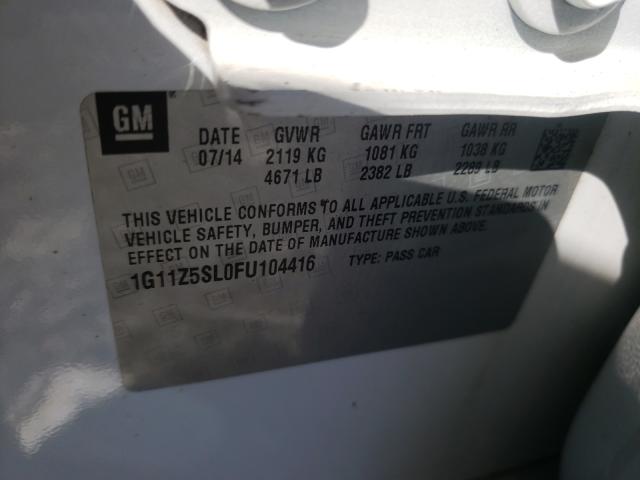 GM
DATE GVWR GAWR FRT GAWR RR
07/14 2119 KG 1081 KG 1038 KG
4671 LB 2382 LB 2289 LB
THIS VEHICLE CONFORMS TO ALL APPLICABLE U.S. FEDERAL MOTOR
VEHICLE SAFETY, BUMPER, AND THEFT PREVENTION STANDARDS IN
EFFECT ON THE DATE OF MANUFACTURE SHOWN ABOVE.
1G11Z5SL0FU104416 TYPE: PASS CAR